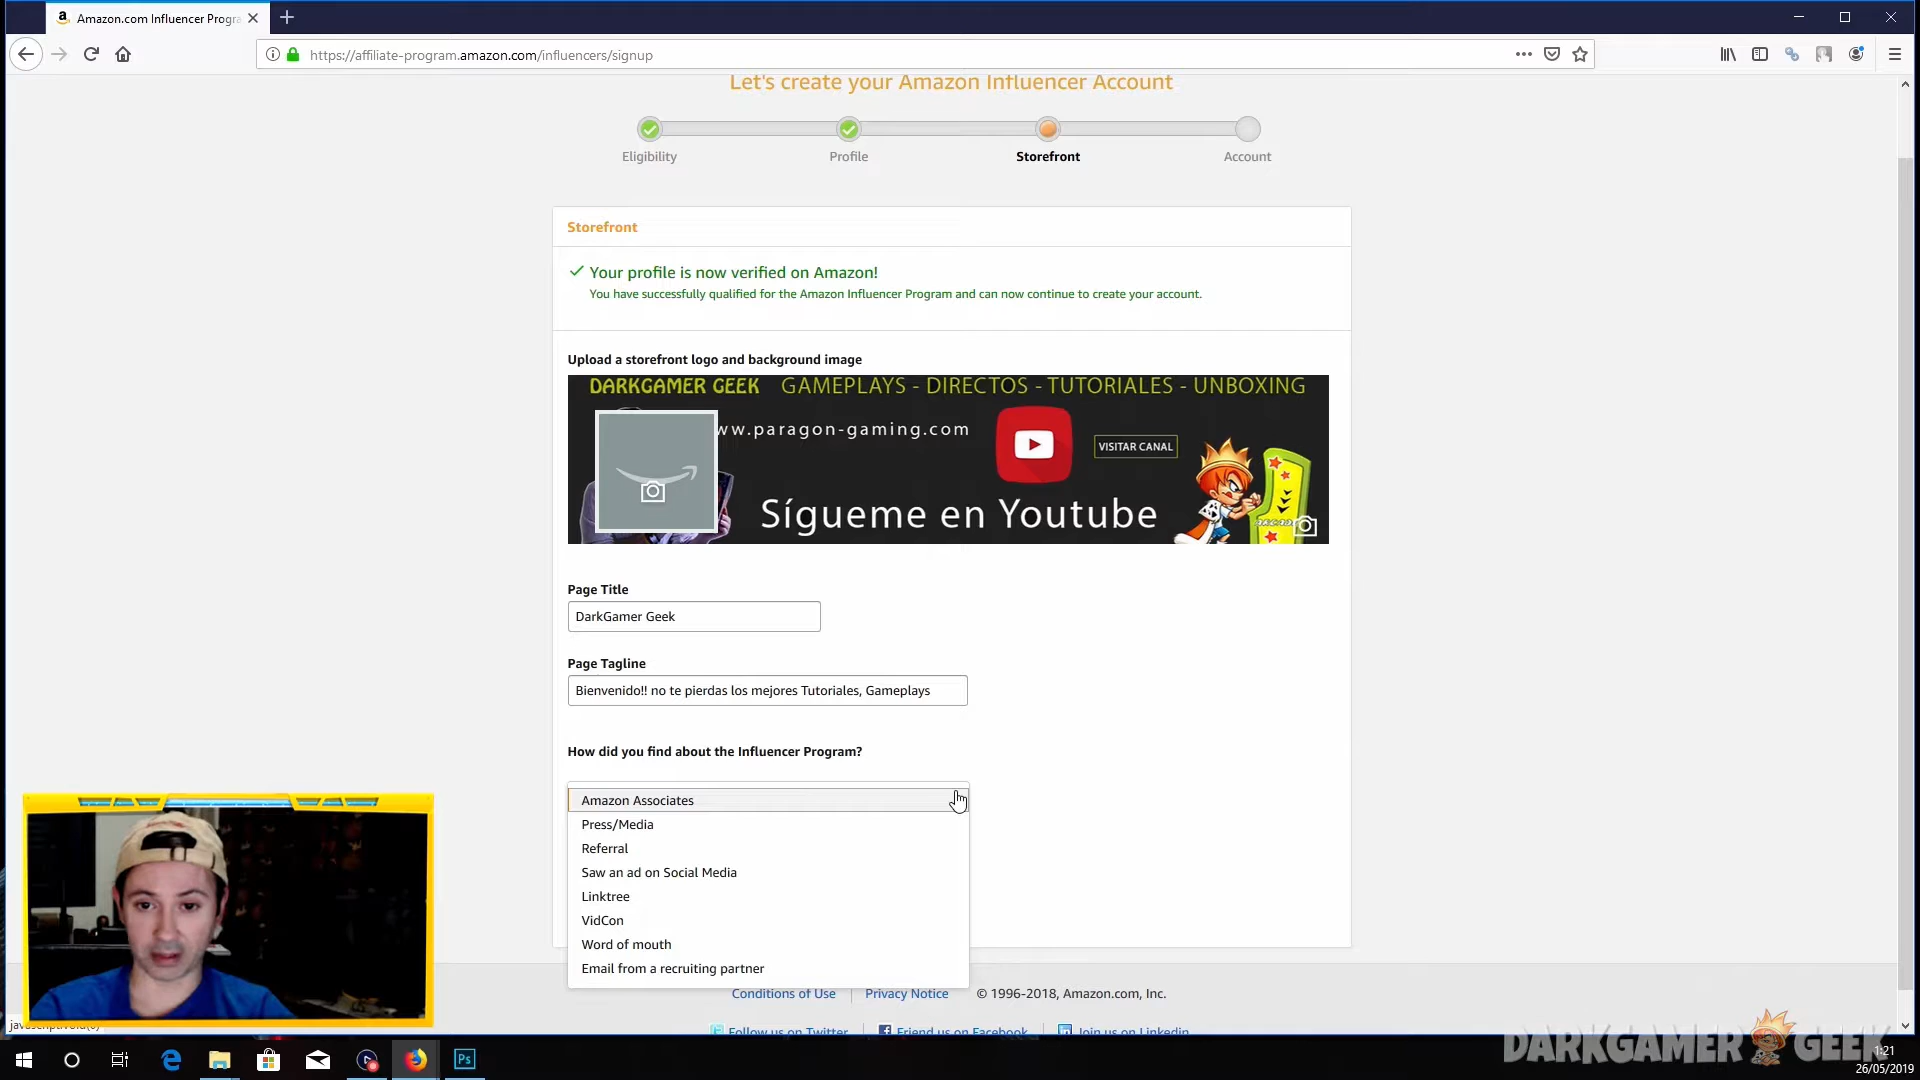 Amazon.com Influencer Progra
https://affiliate-program.amazon.com/influencers/signup
Let's create your Amazon Influencer Account
Eligibility
Profile
Storefront
Account
Storefront
Your profile is now verified on Amazon!
You have successfully qualified for the Amazon Influencer Program and can now continue to create your account.
Upload a storefront logo and background image
DARKGAMER GEEK GAMEPLAYS - DIRECTOS - TUTORIALES - UNBOXING
ww.paragon-gaming.com
VISITAR CANAL
Sígueme en Youtube
Page Title
DarkGamer Geek
Page Tagline
Bienvenido!! no te pierdas los mejores Tutoriales, Gameplays
How did you find about the Influencer Program?
Amazon Associates
Press/Media
Referral
Saw an ad on Social Media
Linktree
VidCon
Word of mouth
Email from a recruiting partner
Conditions of Use
Privacy Notice
© 1996-2018, Amazon.com, Inc.
Follow us on Twitter
Friend us on Facebook
Join us on Linkedin
Ps
DARKGAMER GEEK
1:21
26/05/2019